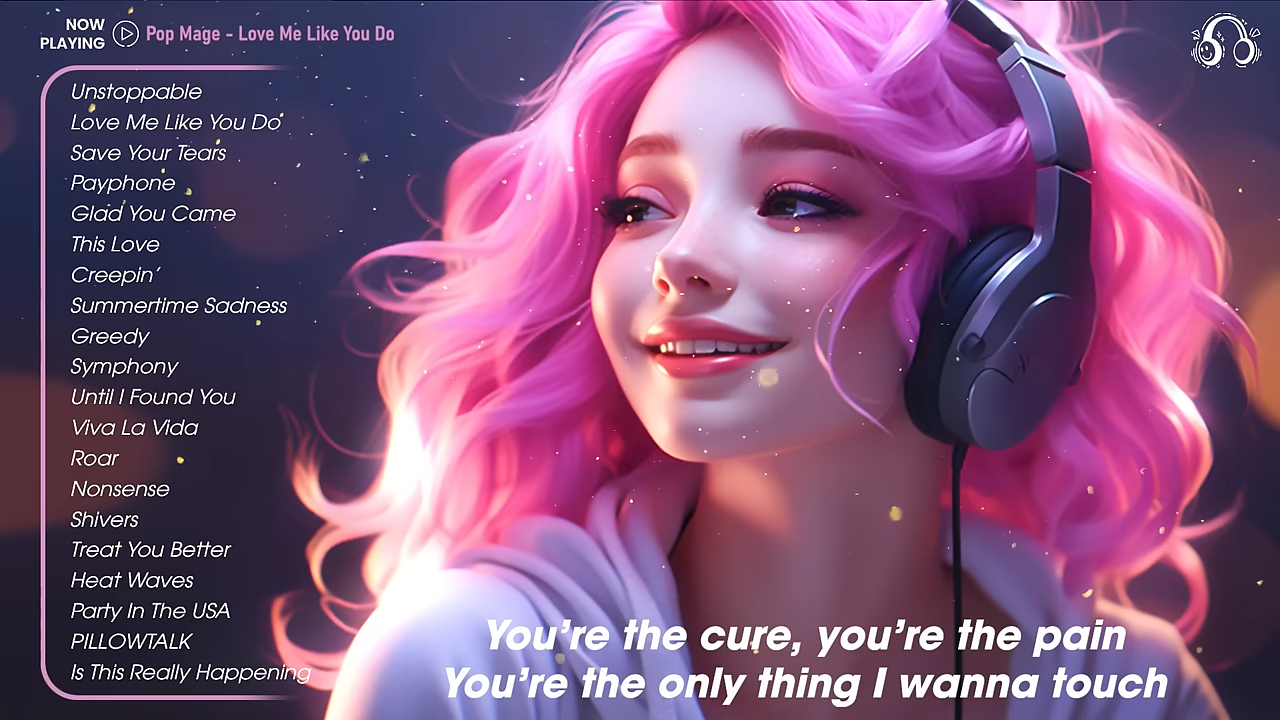 NOW
PLAYING
Pop Mage - Love Me Like You Do
Unstoppable
Love Me Like You Do
Save Your Tears
Payphone
Glad You Came
This Love
Creepin'
Summertime Sadness
Greedy
Symphony
Until I Found You
Viva La Vida
Roar
Nonsense
Shivers
Treat You Better
Heat Waves
Party In The USA
PILLOWTALK
Is This Really Happening
You're the cure, you're the pain
You're the only thing I wanna touch